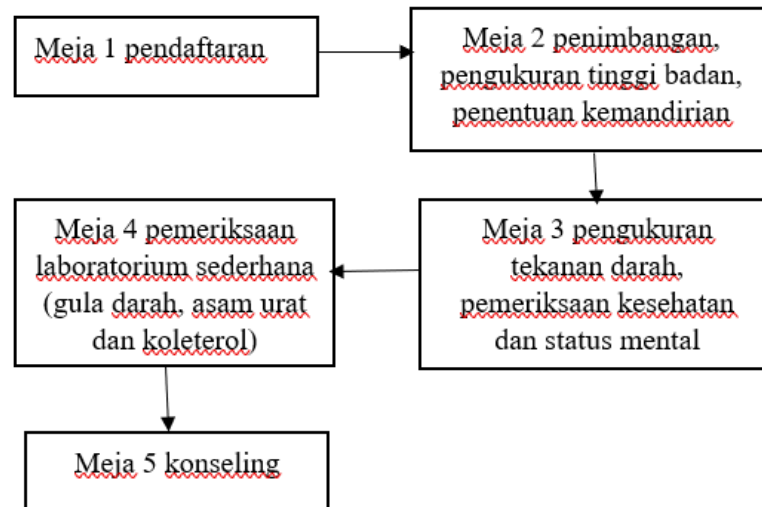 Meja 1 pendaftaran
Meja 2 penimbangan,
pengukuran tinggi badan,
penentuan kemandirian
Meja 3 pengukuran
tekanan darah,
pemeriksaan kesehatan
dan status mental
Meja 4 pemeriksaan
laboratorium sederhana
(gula darah, asam urat
dan koleterol)
Meja 5 konseling